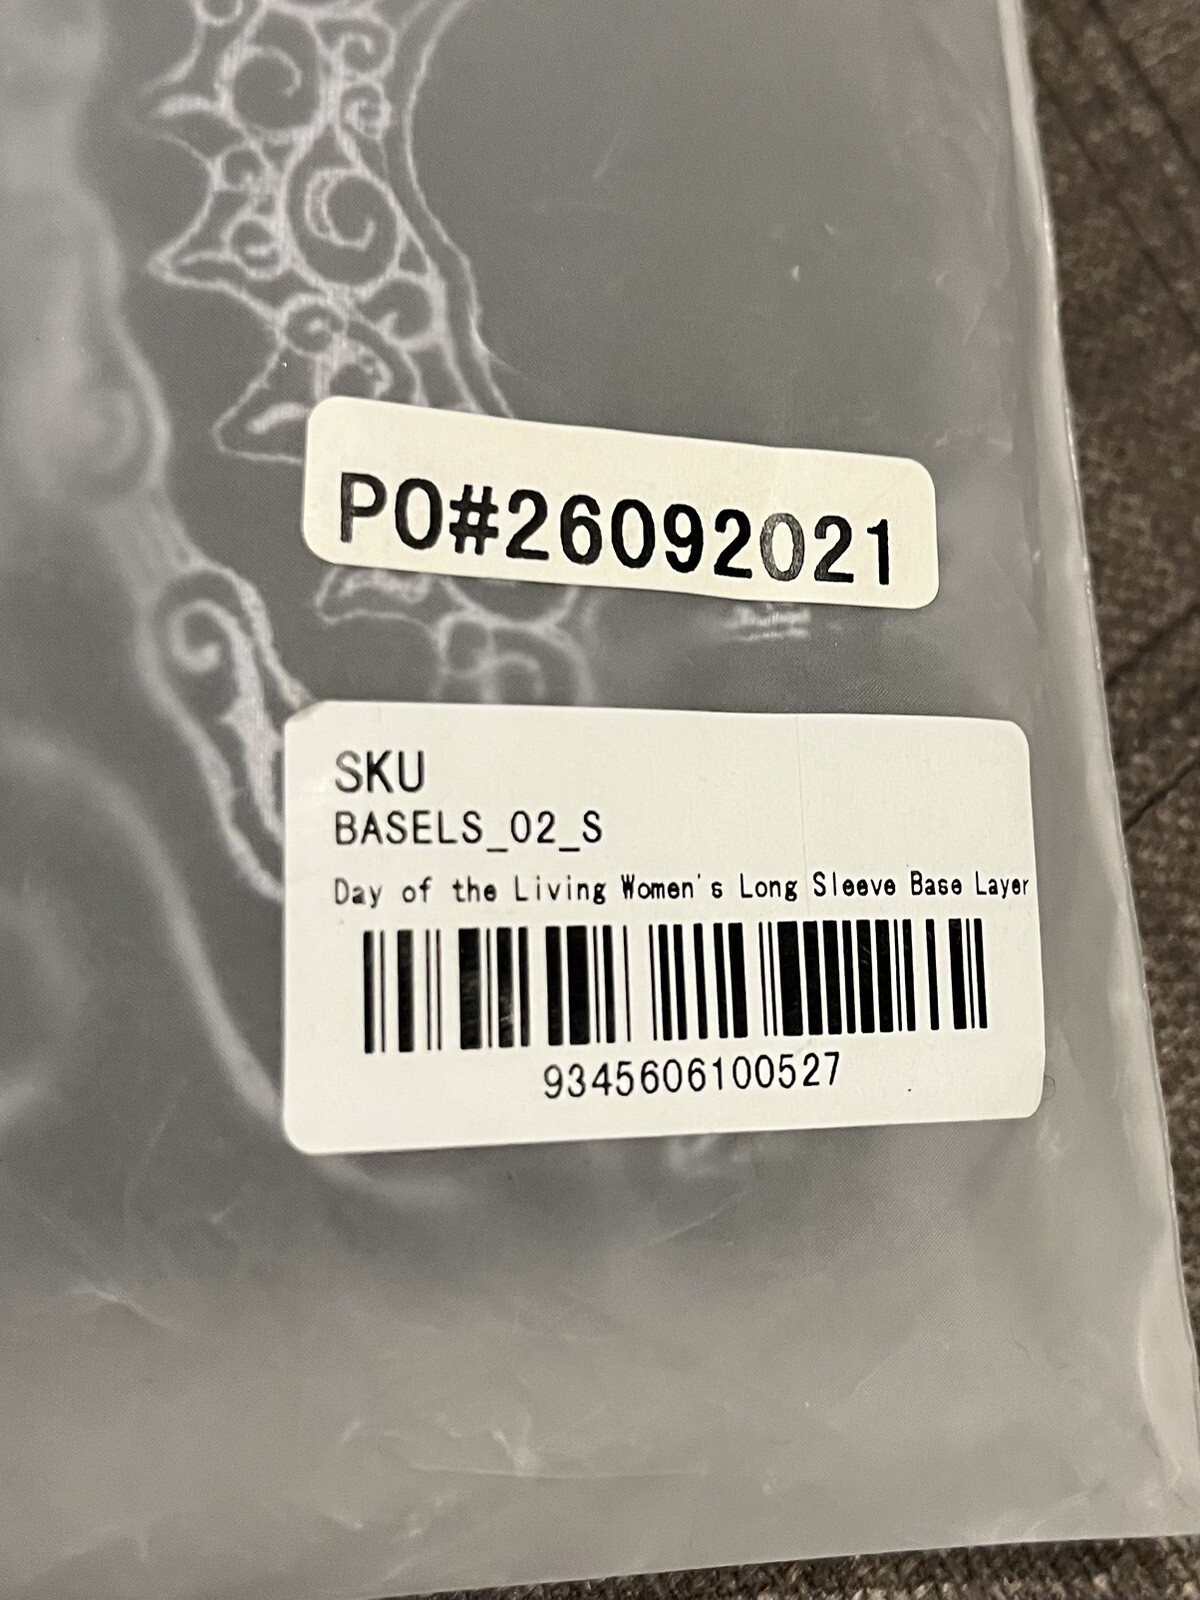 PO#26092021
SKU
BASELS_02_S
Day of the Living Women's Long Sleeve Base Layer
9345606100527